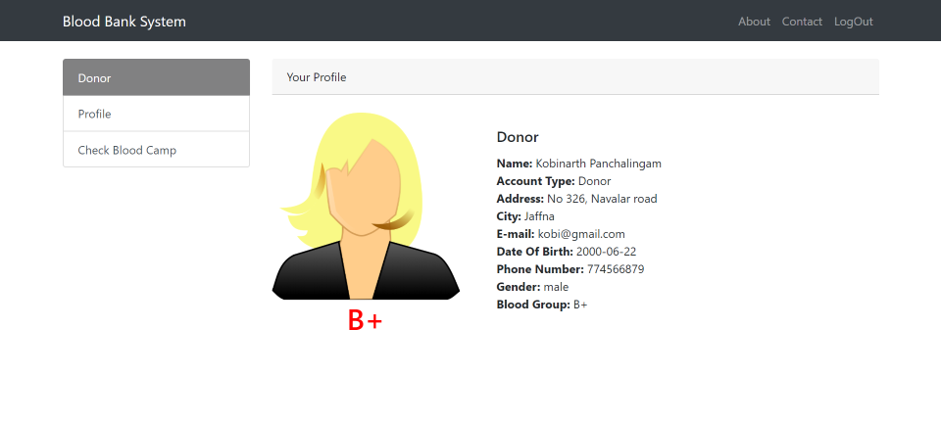 Blood Bank System
About Contact LogOut
Donor
Profile
Check Blood Camp
Your Profile
B+
Donor
Name: Kobinarth Panchalingam
Account Type: Donor
Address: No 326, Navalar road
City: Jaffna
E-mail: kobi@gmail.com
Date Of Birth: 2000-06-22
Phone Number: 774566879
Gender: male
Blood Group: B+